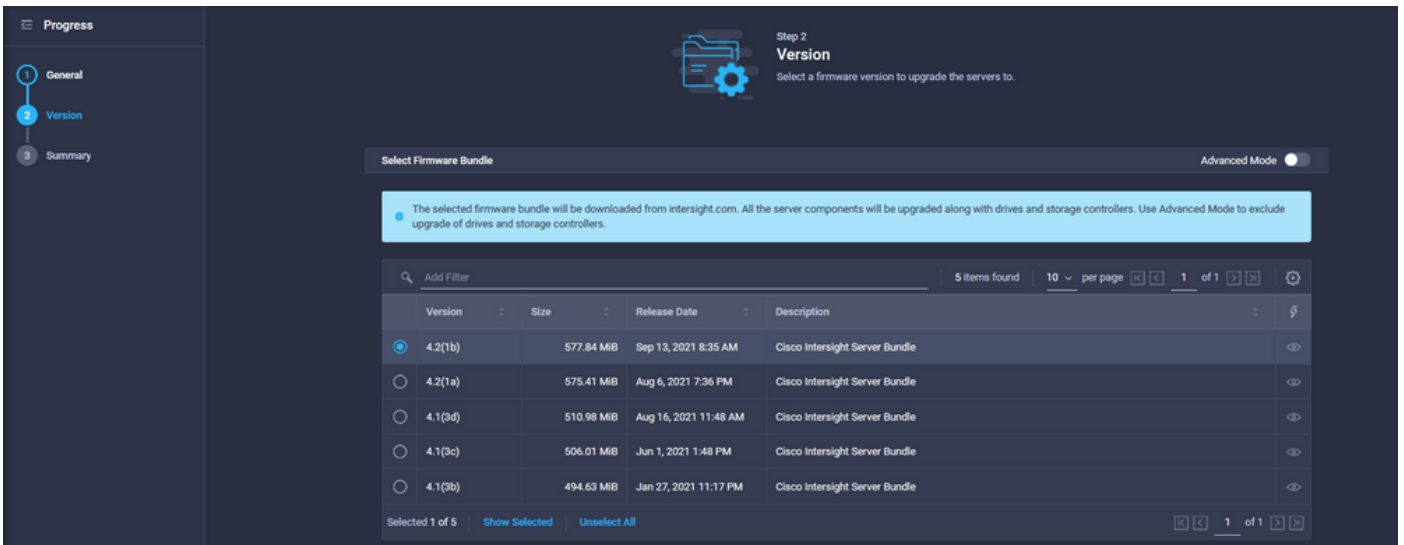 Progress
1 General
2 Version
3 Summary
Step 2
Version
Select a firmware version to upgrade the servers to.
Select Firmware Bundle Advanced Mode
The selected firmware bundle will be downloaded from intersight.com. All the server components will be upgraded along with drives and storage controllers. Use Advanced Mode to exclude
upgrade of drives and storage controllers.
Add Filter 5 items found 10 per page 1 of 1
Version Size Release Date Description
4.2(1b) 577.84 MiB Sep 13, 2021 8:35 AM Cisco Intersight Server Bundle
4.2(1a) 575.41 MiB Aug 6, 2021 7:36 PM Cisco Intersight Server Bundle
4.1(3d) 510.98 MiB Aug 16, 2021 11:48 AM Cisco Intersight Server Bundle
4.1(3c) 506.01 MiB Jun 1, 2021 1:48 PM Cisco Intersight Server Bundle
4.1(3b) 494.63 MiB Jan 27, 2021 11:17 PM Cisco Intersight Server Bundle
Selected 1 of 5 Show Selected Unselect All 1 of 1